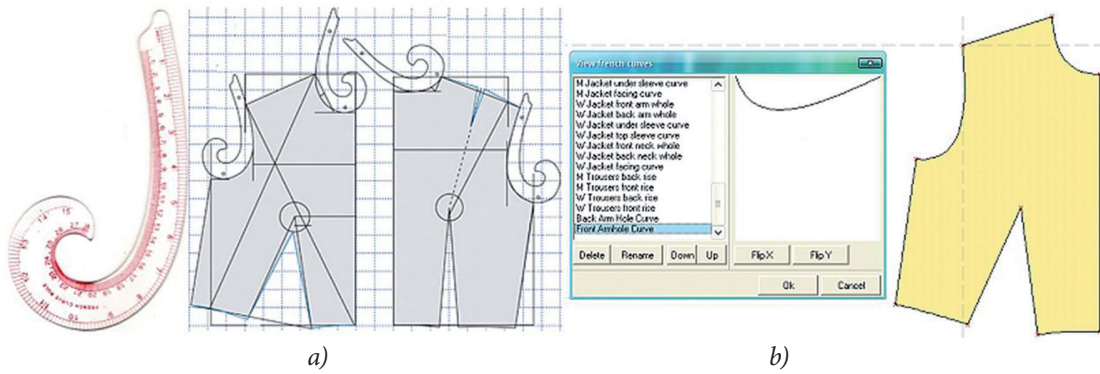 View french curves
M Jacket under sleeve curve
M Jacket facing curve
W Jacket front arm whole
W Jacket back arm whole
W Jacket under sleeve curve
W Jacket top sleeve curve
W Jacket front neck whole
W Jacket back neck whole
W Jacket facing curve
M Trousers back rise
M Trousers front rise
W Trousers back rise
W Trousers front rise
Back Arm Hole Curve
Front Armhole Curve
Delete Rename Down Up FlipX FlipY
Ok Cancel
a) b)